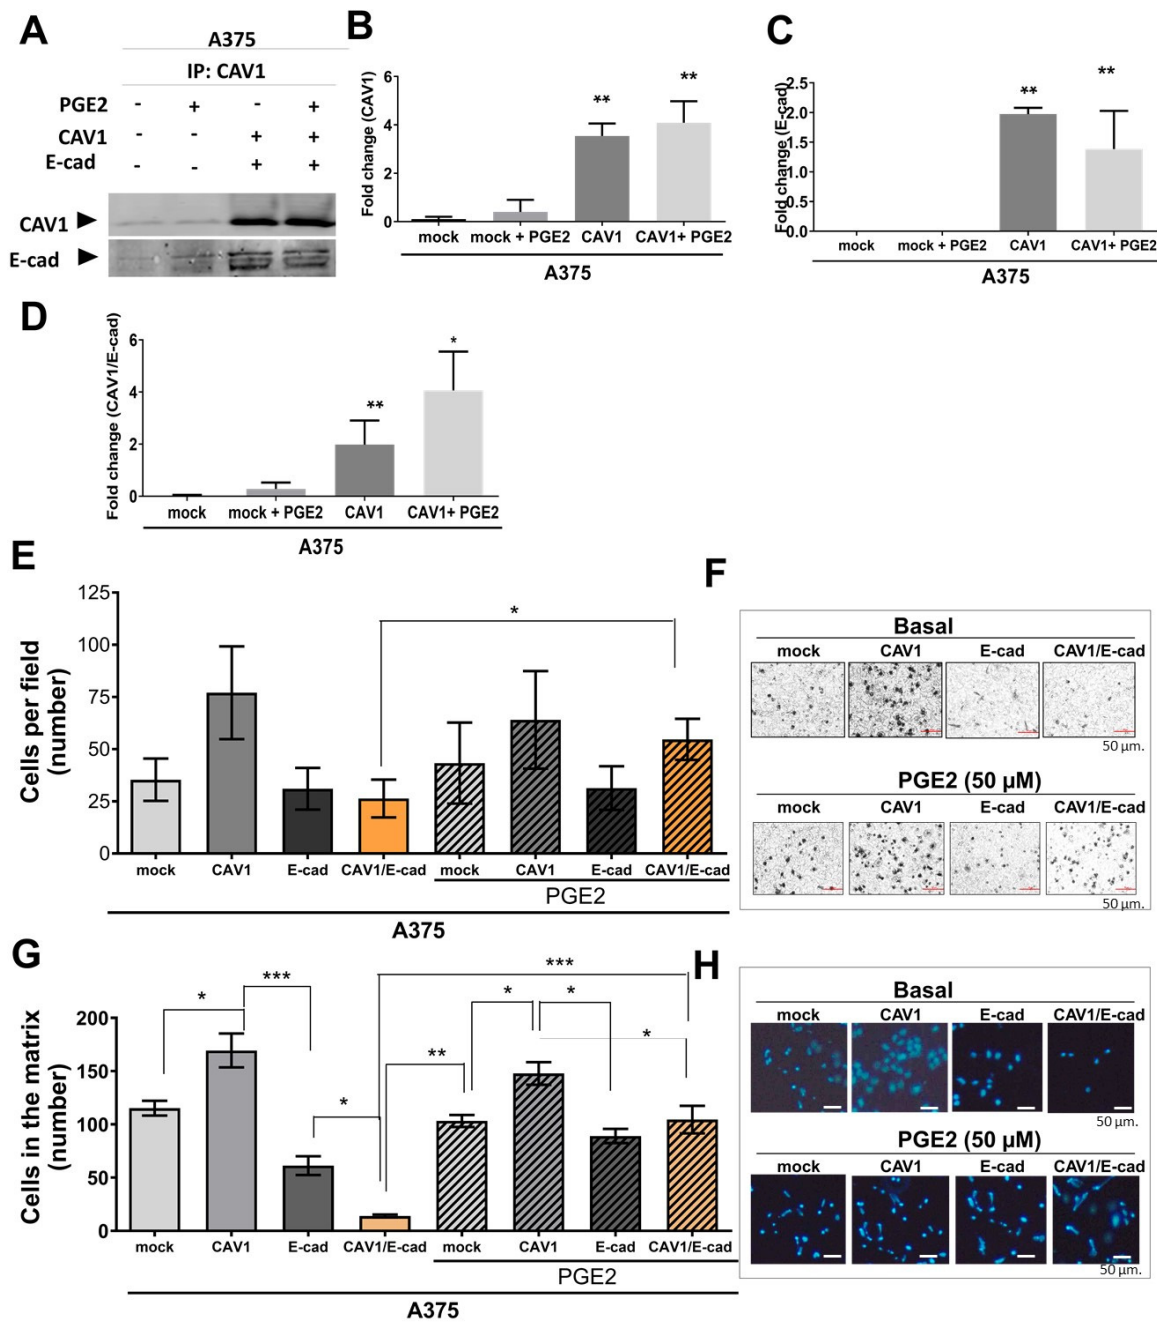 A
A375
IP: CAV1
PGE2 - + - +
CAV1 - - + +
E-cad - - + +
CAV1
E-cad
B
Fold change (CAV1)
6
4
2
0
** **
mock mock + PGE2 CAV1 CAV1+ PGE2
A375
C
Fold change (E-cad)
2.5
2.0
1.5
1.0
0.5
0.0
** **
mock mock + PGE2 CAV1 CAV1+ PGE2
A375
D
Fold change (CAV1/E-cad)
6
4
2
0
** *
mock mock + PGE2 CAV1 CAV1+ PGE2
A375
E
Cells per field
(number)
125
100
75
50
25
0
*
mock CAV1 E-cad CAV1/E-cad mock CAV1 E-cad CAV1/E-cad
PGE2
A375
F
Basal
mock CAV1 E-cad CAV1/E-cad
50 µm.
PGE2 (50 µM)
mock CAV1 E-cad CAV1/E-cad
50 µm.
G
Cells in the matrix
(number)
200
150
100
50
0
* *** * ** * * * ***
mock CAV1 E-cad CAV1/E-cad mock CAV1 E-cad CAV1/E-cad
PGE2
A375
H
Basal
mock CAV1 E-cad CAV1/E-cad
50 µm.
PGE2 (50 µM)
mock CAV1 E-cad CAV1/E-cad
50 µm.